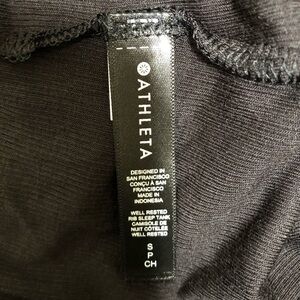 ATHLETA
DESIGNED IN
SAN FRANCISCO
CONÇU À SAN
FRANCISCO
MADE IN
INDONESIA
WELL RESTED
RIB SLEEP TANK
CAMISOLE DE
NUIT CÔTELÉE
WELL RESTED
S
P
CH